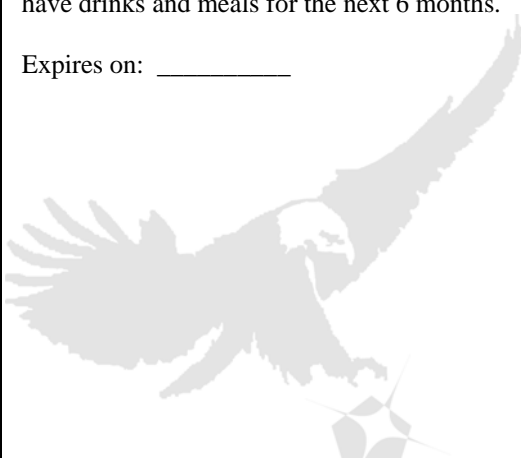 have drinks and meals for the next 6 months.
Expires on: __________